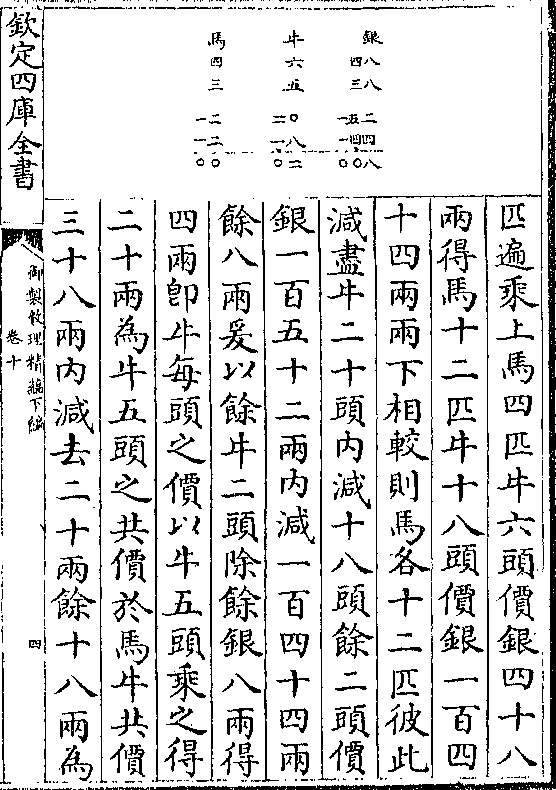 銀 四八 三八 一五二 一四四 〇〇八
牛 六 五 二〇 一八 〇二
馬 四 三 一二 一二 〇〇
匹遍乘上馬四匹牛六頭價銀四十八
兩得馬十二匹牛十八頭價銀一百四
十四兩兩下相較則馬各十二匹彼此
減盡牛二十頭內減十八頭餘二頭價
銀一百五十二兩內減一百四十四兩
餘八兩爰以餘牛二頭除餘銀八兩得
四兩卽牛每頭之價以牛五頭乘之得
二十兩為牛五頭之共價於馬牛共價
三十八兩內減去二十兩餘十八兩為
欽定四庫全書
御製數理精藴下編
卷十
四